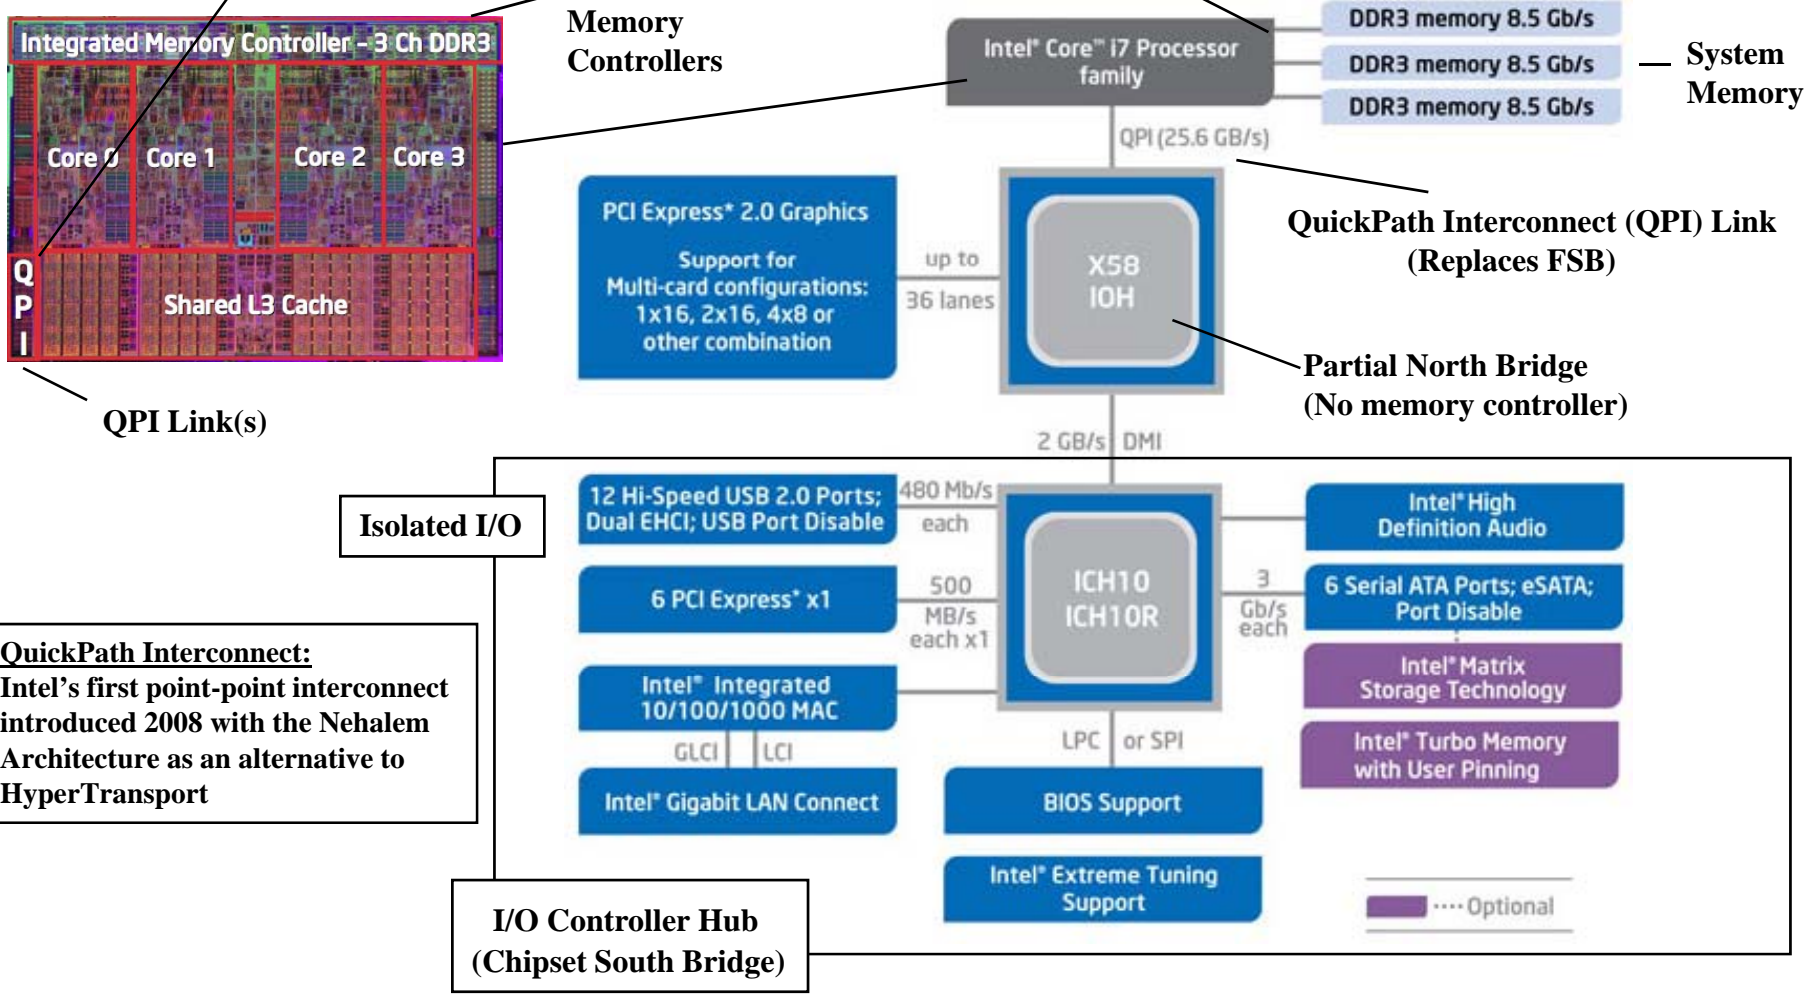 Integrated Memory Controller – 3 Ch DDR3
Core 0
Core 1
Core 2
Core 3
Q
P
I
Shared L3 Cache
QPI Link(s)
Memory
Controllers
Intel® Core™ i7 Processor
family
DDR3 memory 8.5 Gb/s
DDR3 memory 8.5 Gb/s
DDR3 memory 8.5 Gb/s
System
Memory
QPI (25.6 GB/s)
QuickPath Interconnect (QPI) Link
(Replaces FSB)
PCI Express* 2.0 Graphics
Support for
Multi-card configurations:
1x16, 2x16, 4x8 or
other combination
up to
36 lanes
X58
IOH
Partial North Bridge
(No memory controller)
2 GB/s DMI
Isolated I/O
12 Hi-Speed USB 2.0 Ports;
Dual EHCI; USB Port Disable
480 Mb/s
each
6 PCI Express* x1
500
MB/s
each x1
Intel® Integrated
10/100/1000 MAC
GLCI LCI
Intel® Gigabit LAN Connect
ICH10
ICH10R
Intel® High
Definition Audio
3
Gb/s
each
6 Serial ATA Ports; eSATA;
Port Disable
Intel® Matrix
Storage Technology
Intel® Turbo Memory
with User Pinning
LPC or SPI
BIOS Support
Intel® Extreme Tuning
Support
Optional
QuickPath Interconnect:
Intel's first point-point interconnect
introduced 2008 with the Nehalem
Architecture as an alternative to
HyperTransport
I/O Controller Hub
(Chipset South Bridge)